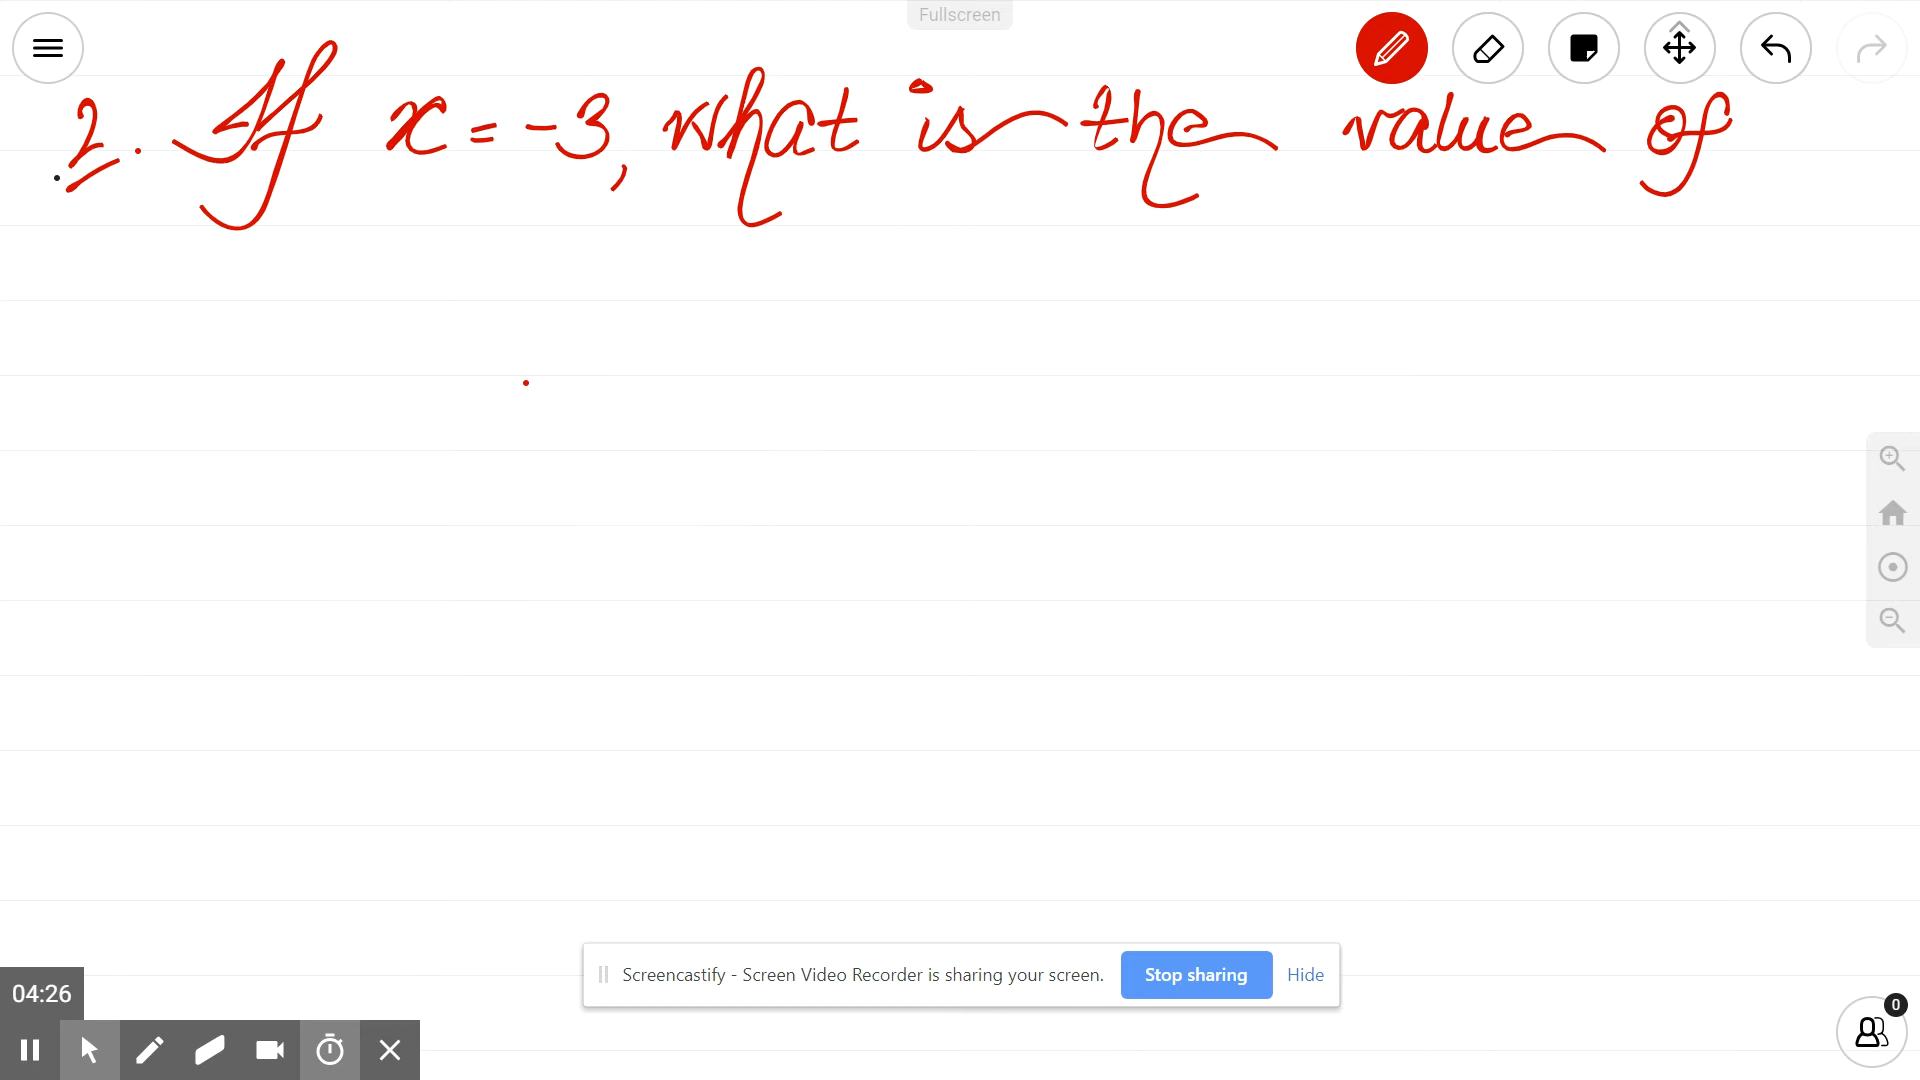 Fullscreen
2. If x = -3, what is the value of
Screencastify - Screen Video Recorder is sharing your screen. Stop sharing Hide
04:26
0